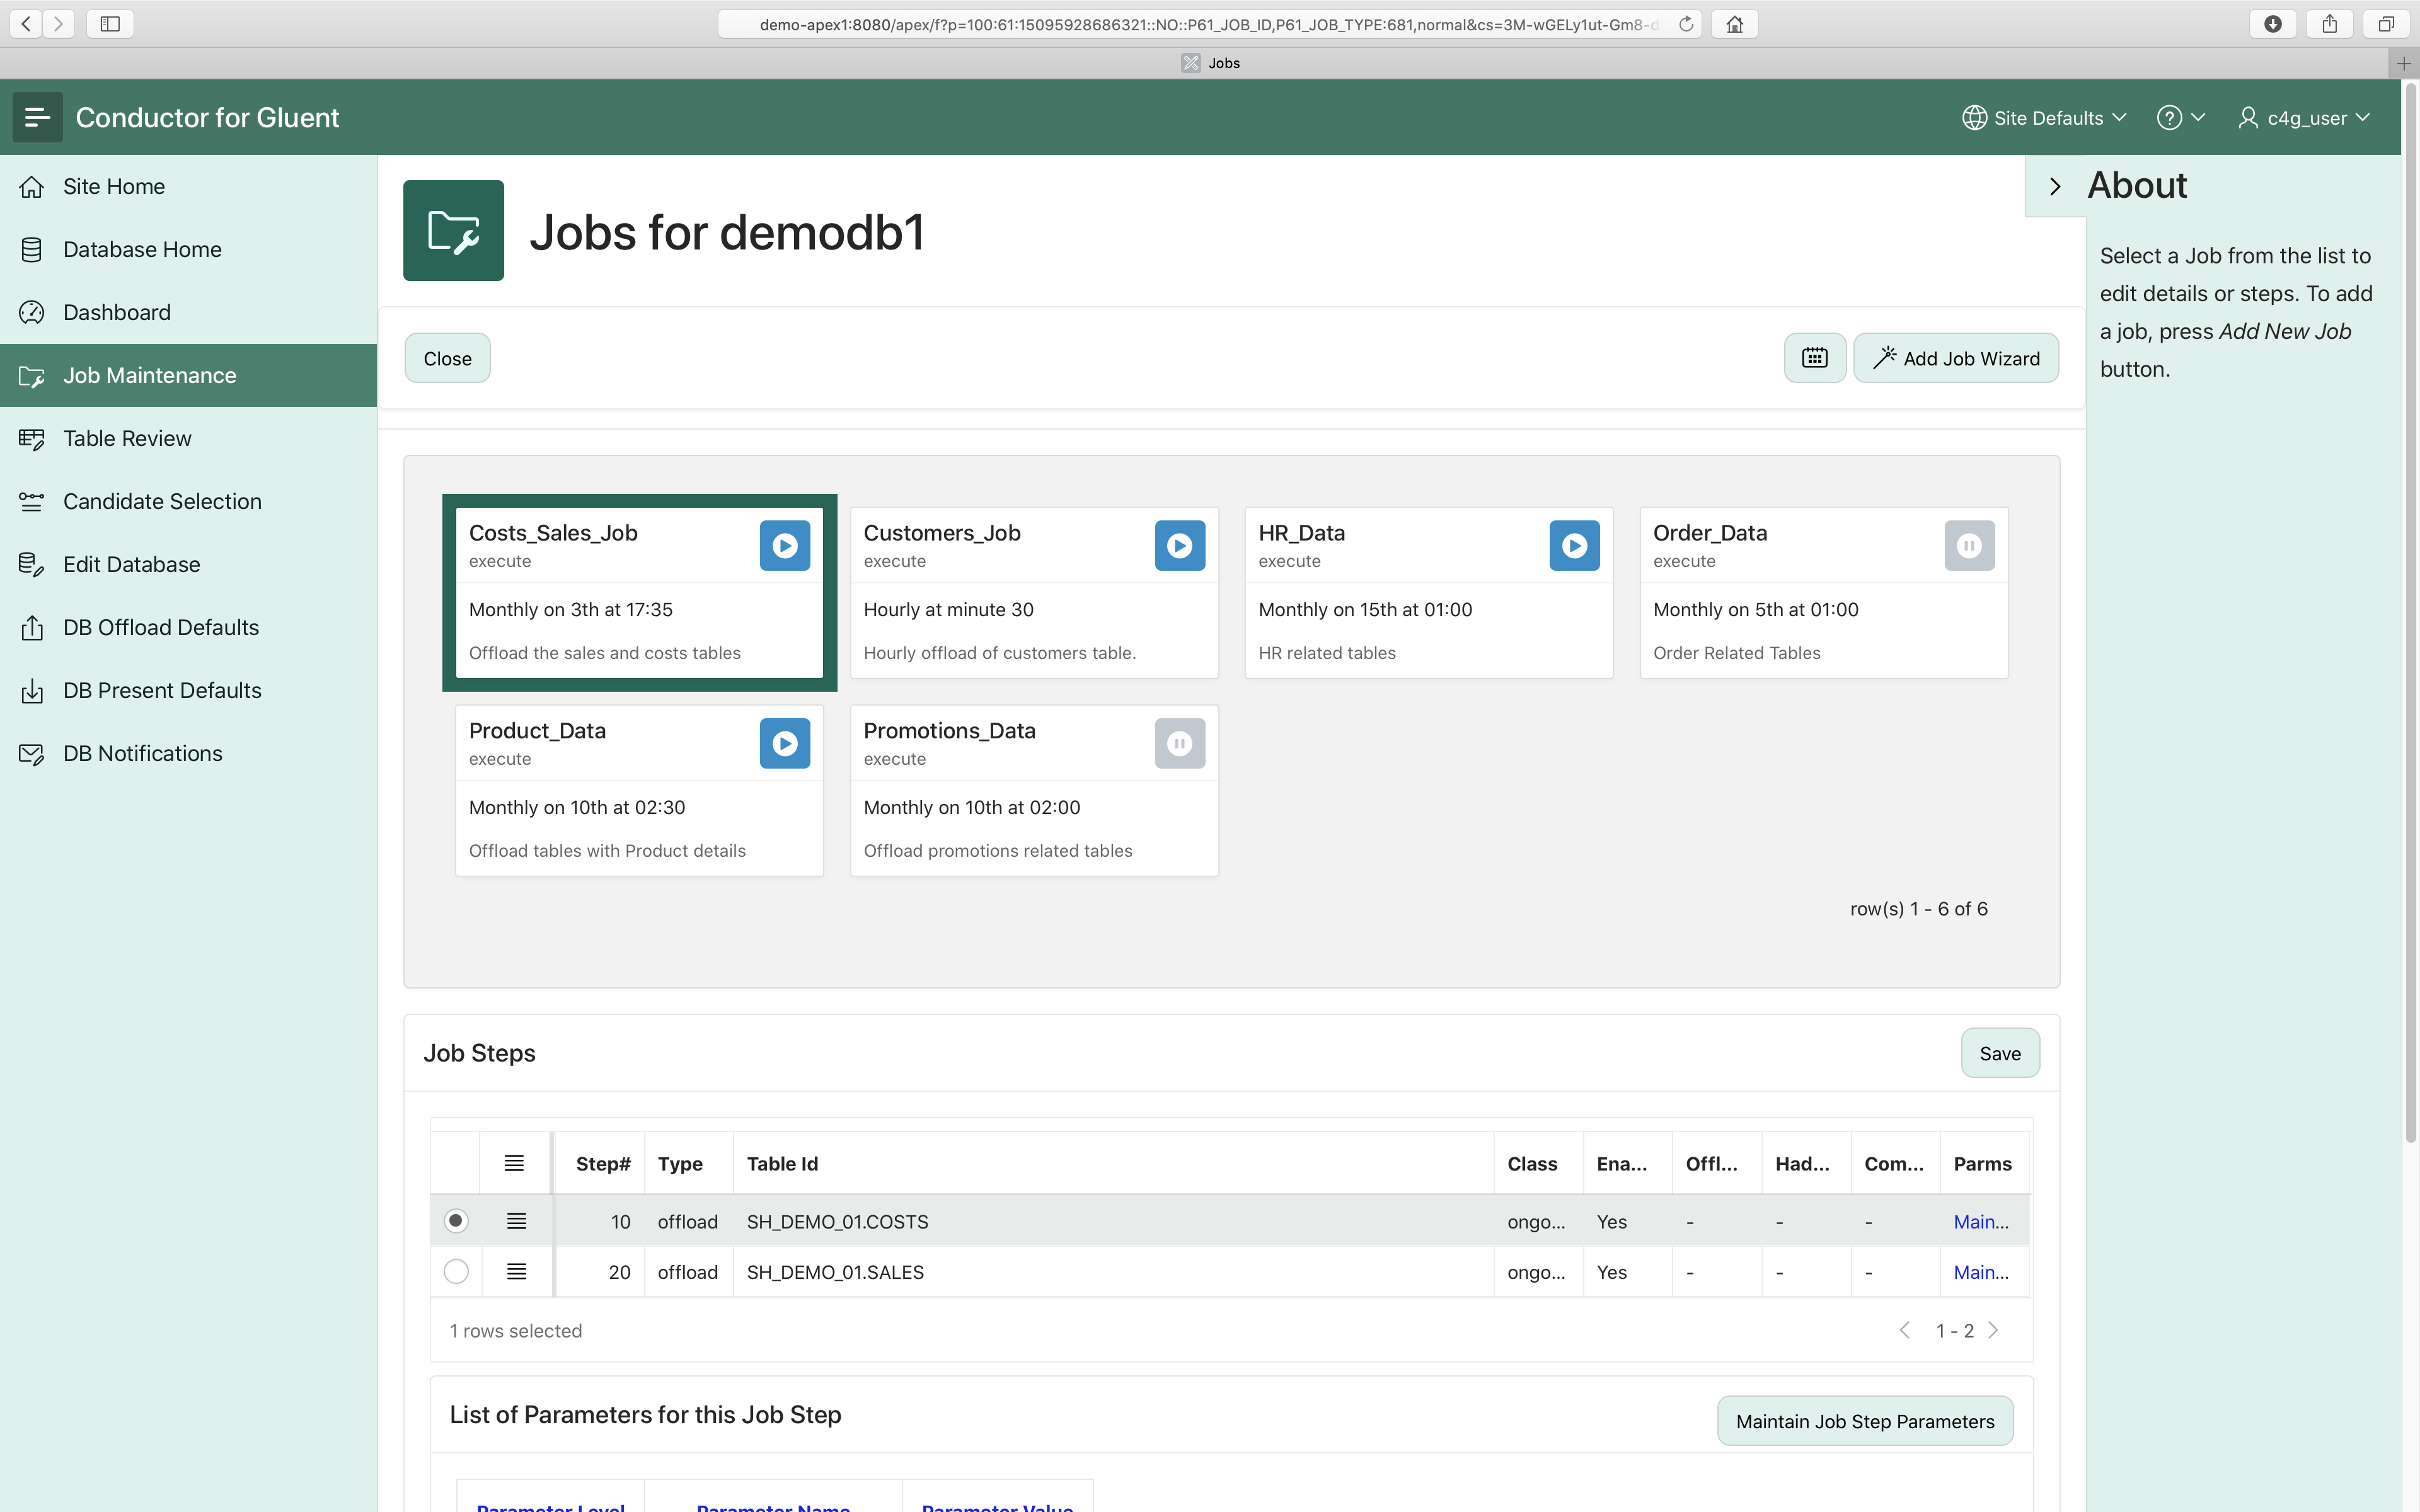 demo-apex1:8080/apex/f?p=100:61:15095928686321::NO::P61_JOB_ID,P61_JOB_TYPE:681,normal&cs=3M-wGELy1ut-Gm8-d
Jobs
Conductor for Gluent
Site Defaults
?
c4g_user
Site Home
Database Home
Dashboard
Job Maintenance
Table Review
Candidate Selection
Edit Database
DB Offload Defaults
DB Present Defaults
DB Notifications
Jobs for demodb1
Close
Add Job Wizard
Costs_Sales_Job
execute
Monthly on 3th at 17:35
Offload the sales and costs tables
Customers_Job
execute
Hourly at minute 30
Hourly offload of customers table.
HR_Data
execute
Monthly on 15th at 01:00
HR related tables
Order_Data
execute
Monthly on 5th at 01:00
Order Related Tables
Product_Data
execute
Monthly on 10th at 02:30
Offload tables with Product details
Promotions_Data
execute
Monthly on 10th at 02:00
Offload promotions related tables
row(s) 1 - 6 of 6
Job Steps
Save
Step# Type Table Id Class Ena... Offl... Had... Com... Parms
10 offload SH_DEMO_01.COSTS ongo... Yes - - - Main...
20 offload SH_DEMO_01.SALES ongo... Yes - - - Main...
1 rows selected
1 - 2
List of Parameters for this Job Step
Maintain Job Step Parameters
Parameter Level Parameter Name Parameter Value
About
Select a Job from the list to
edit details or steps. To add
a job, press Add New Job
button.